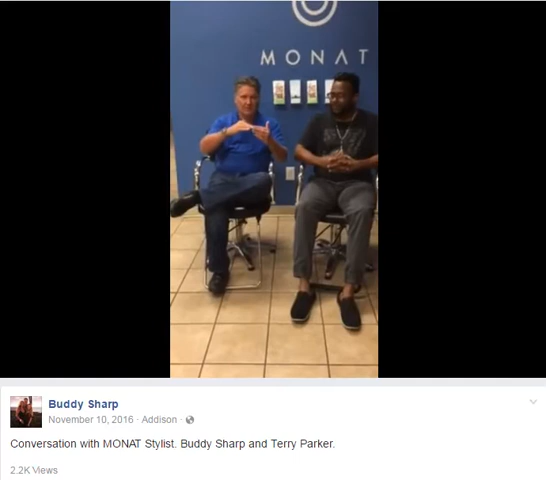 MONAT
Buddy Sharp
November 10, 2016 · Addison ·
Conversation with MONAT Stylist. Buddy Sharp and Terry Parker.
2.2K Views